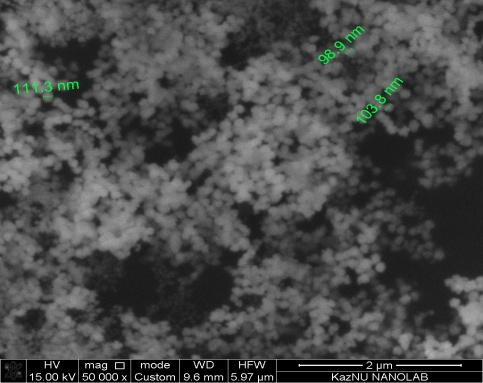 98.9 nm
111.3 nm
103.8 nm
HV mag mode WD HFW 2 µm
15.00 kV 50 000 x Custom 9.6 mm 5.97 µm KazNU NANOLAB